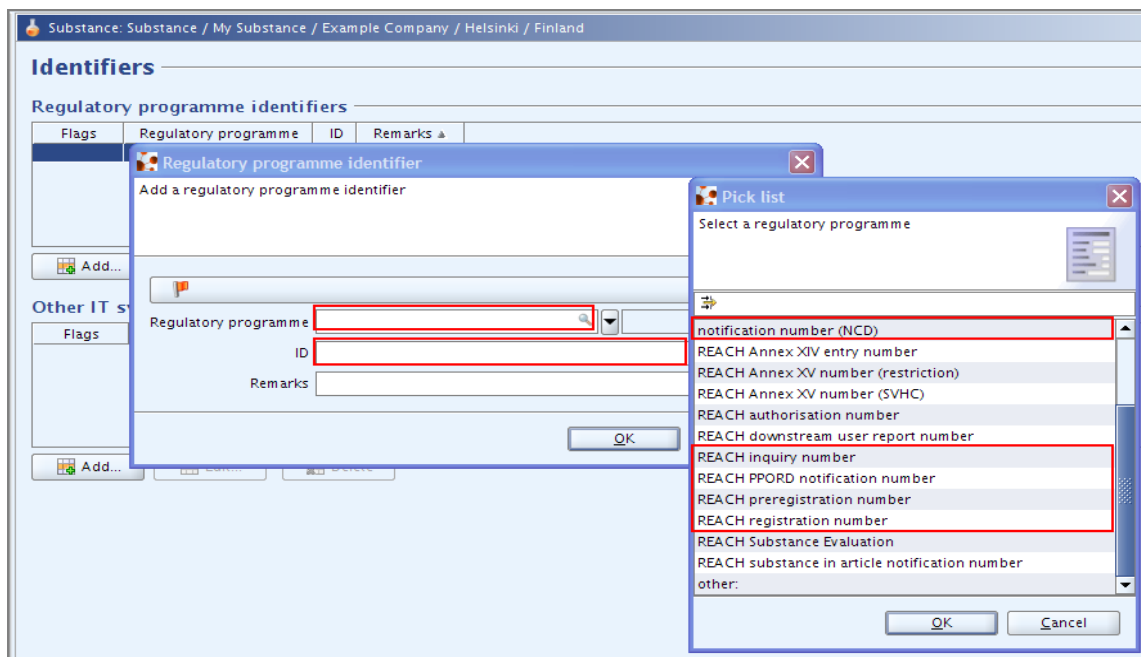 Substance: Substance / My Substance / Example Company / Helsinki / Finland
Identifiers
Regulatory programme identifiers
Flags Regulatory programme ID Remarks
Regulatory programme identifier
Add a regulatory programme identifier
Pick list
Select a regulatory programme
Add...
Other IT s
Flags
Regulatory programme
ID
Remarks
OK
Add...
notification number (NCD)
REACH Annex XIV entry number
REACH Annex XV number (restriction)
REACH Annex XV number (SVHC)
REACH authorisation number
REACH downstream user report number
REACH inquiry number
REACH PPORD notification number
REACH preregistration number
REACH registration number
REACH Substance Evaluation
REACH substance in article notification number
other:
OK Cancel